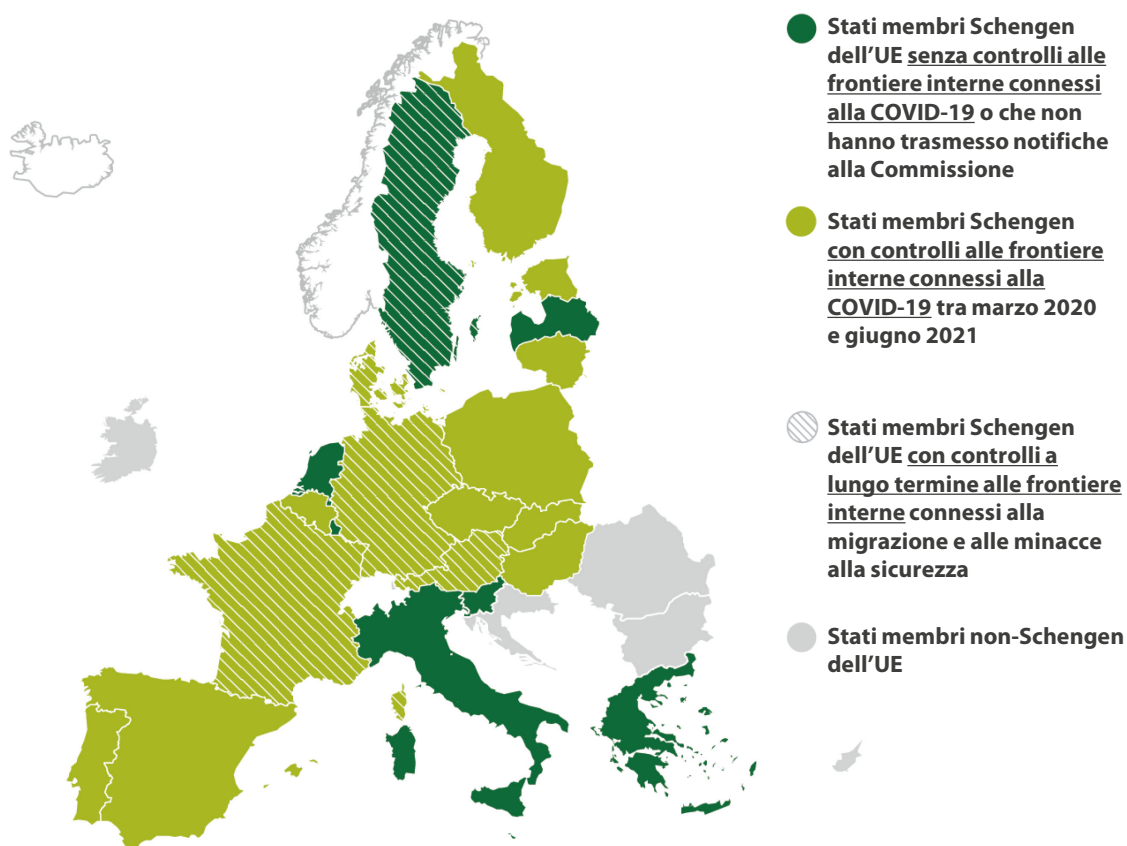 Stati membri Schengen
dell’UE senza controlli alle
frontiere interne connessi
alla COVID-19 o che non
hanno trasmesso notifiche
alla Commissione
Stati membri Schengen
con controlli alle frontiere
interne connessi alla
COVID-19 tra marzo 2020
e giugno 2021
Stati membri Schengen
dell’UE con controlli a
lungo termine alle frontiere
interne connessi alla
migrazione e alle minacce
alla sicurezza
Stati membri non-Schengen
dell’UE